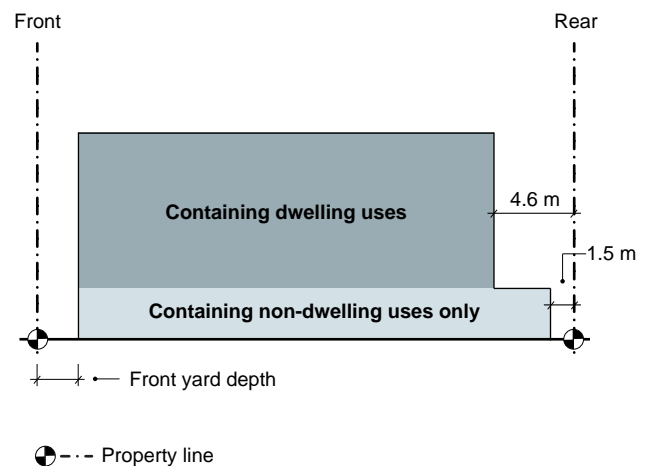 Front
Rear
Containing dwelling uses
4.6 m
1.5 m
Containing non-dwelling uses only
Front yard depth
Property line